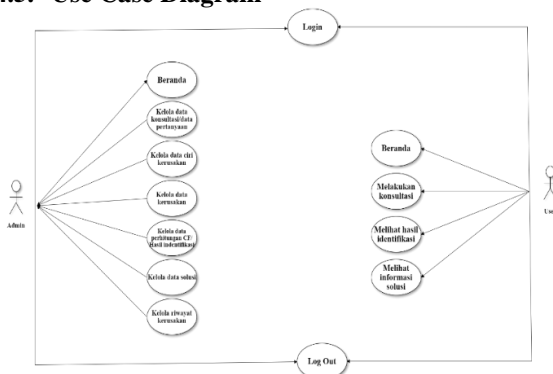 Use Case Diagram
Login
Beranda
Kelola data
konsultasi/data
pertanyaan
Kelola data ciri
kerusakan
Kelola data
kerusakan
Kelola data
perhitungan CF/
Hasil indentifikasi
Kelola data solusi
Kelola riwayat
kerusakan
Admin
Beranda
Melakukan
konsultasi
Melihat hasil
identifikasi
Melihat
informasi
solusi
Log Out